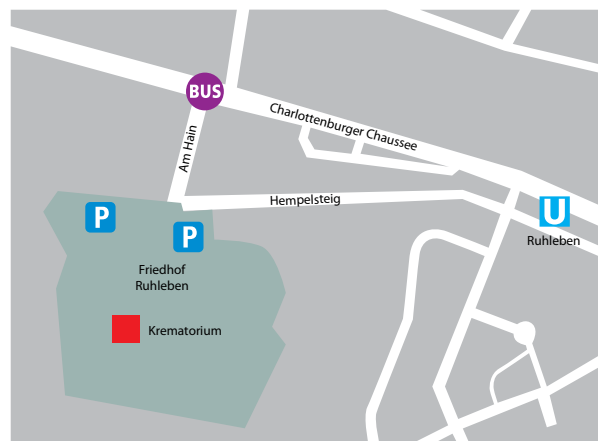 BUS
Charlottenburger Chaussee
Am Hain
Hempelsteig
P
U
P
Ruhleben
Friedhof
Ruhleben
Krematorium